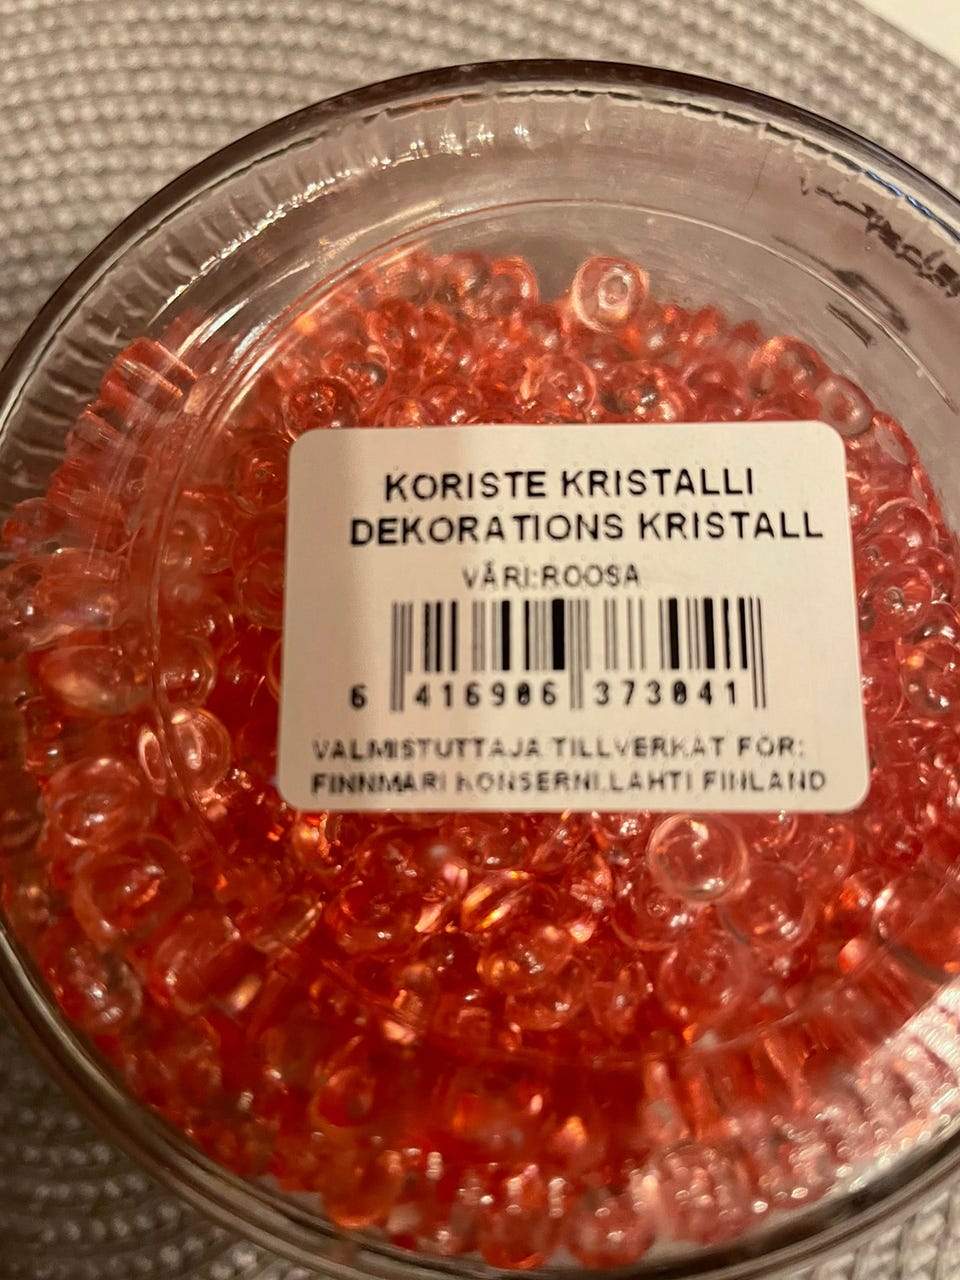 KORISTE KRISTALLI
DEKORATIONS KRISTALL
VÄRI:ROOSA
6 416906 373041
VALMISTUTTAJA TILLVERKAT FÖR:
FINNMARI KONSERNI.LAHTI FINLAND